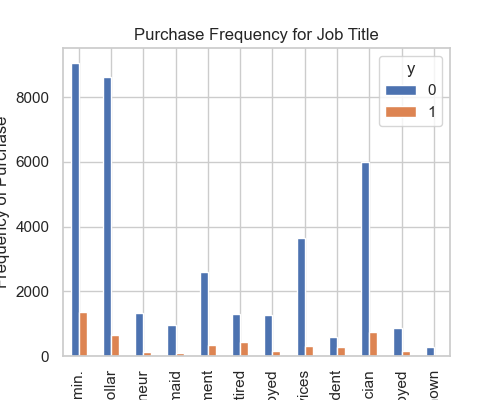 Purchase Frequency for Job Title
y
0
1
8000
6000
4000
2000
0
Frequency of Purchase
min.
ollar
neur
maid
ment
tired
oyed
vices
dent
cian
oyed
own